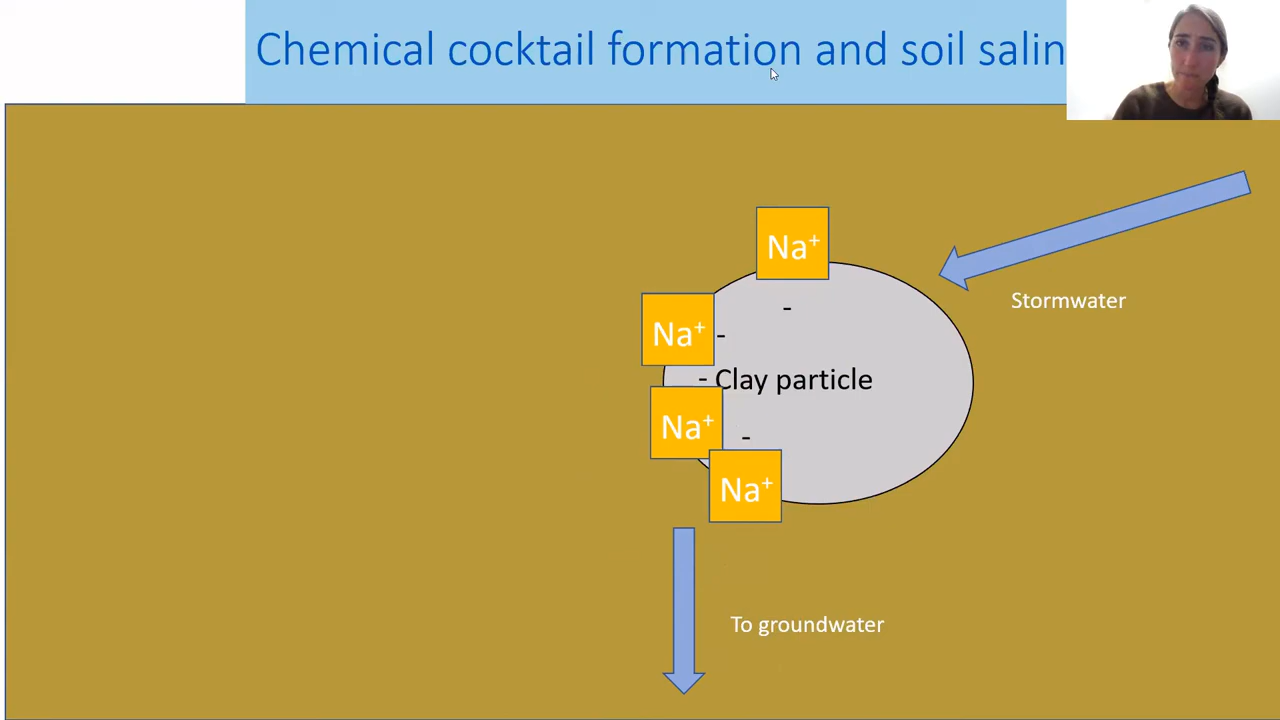 Chemical cocktail formation and soil salin
Na+
Stormwater
-
Na+ -
- Clay particle
Na+
-
Na+
To groundwater